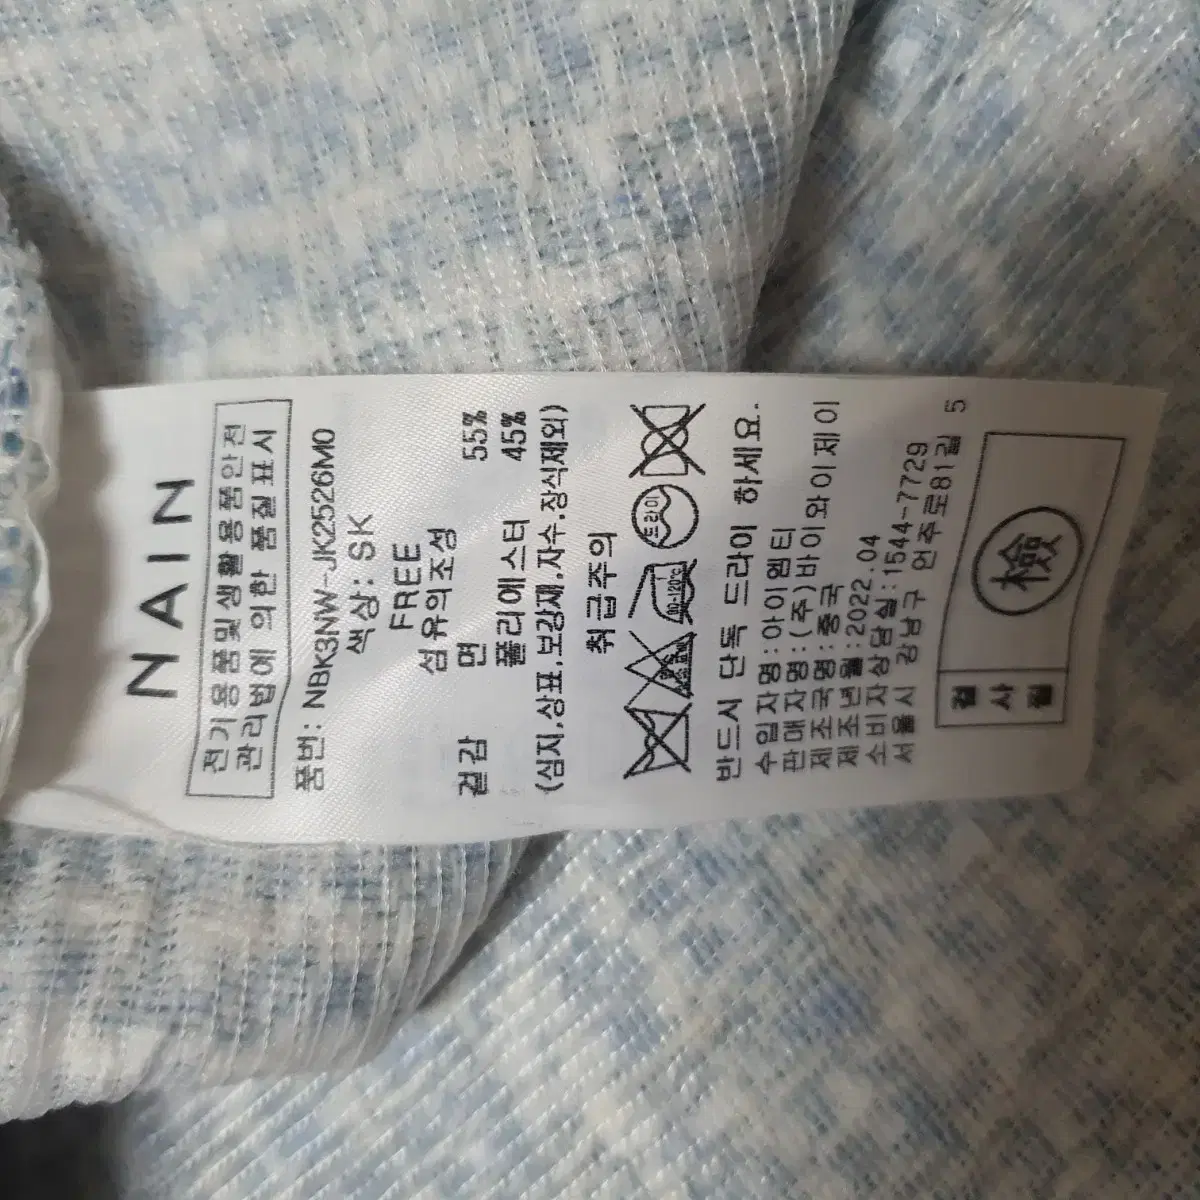 NAIN
전기용품및생활용품안전
관리법에 의한 품질표시
품번: NBK3NW-JK2526M0
색상: SK
FREE
섬유의조성
겉감 면 55%
폴리에스터 45%
(심지,상표,보강재,자수,장식제외)
취급주의
드라이
80-120℃
반드시 단독 드라이 하세요.
수입자명:아이엠티
판매자명:(주)바이와이제이
제조국명:중국
제조년월:2022.04
소비자상담실:1544-7729
서울시 강남구 언주로81길 5
檢
검사필